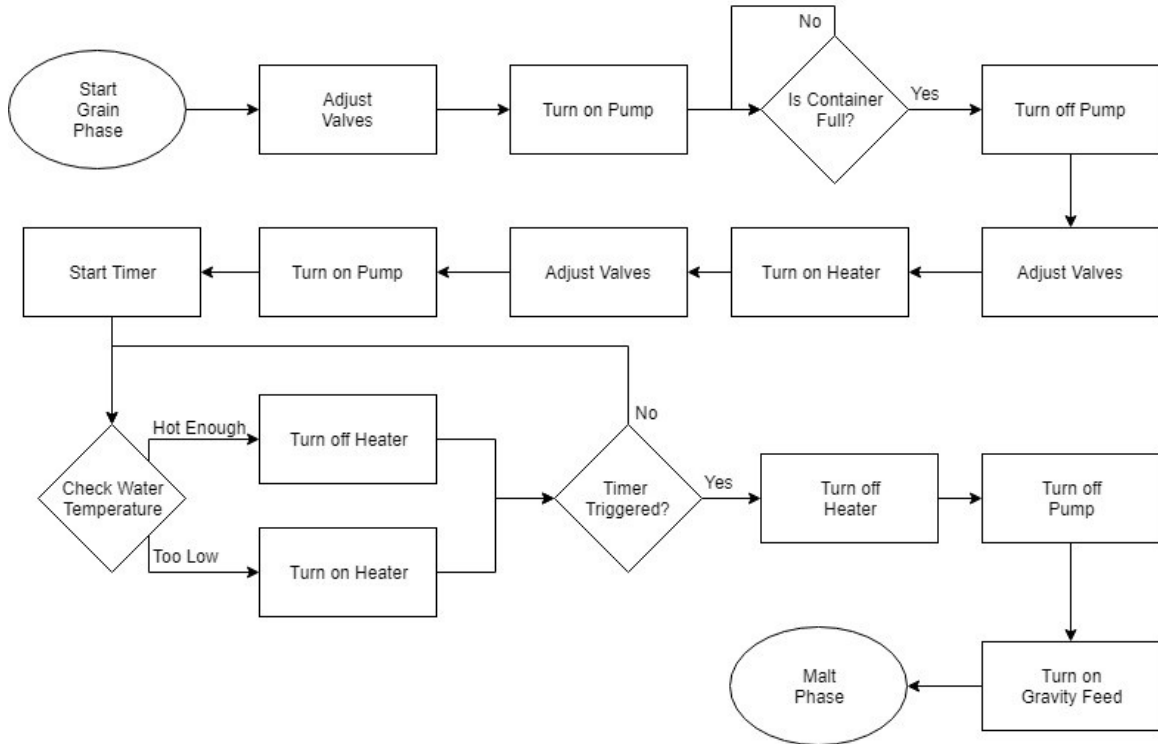 Start
Grain
Phase
Adjust
Valves
Turn on Pump
No
Is Container
Full?
Yes
Turn off Pump
Adjust Valves
Turn on Heater
Adjust Valves
Turn on Pump
Start Timer
Check Water
Temperature
Hot Enough
Turn off Heater
Too Low
Turn on Heater
No
Timer
Triggered?
Yes
Turn off
Heater
Turn off
Pump
Turn on
Gravity Feed
Malt
Phase